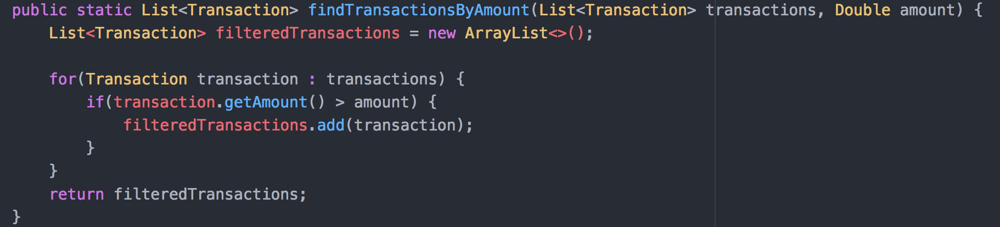 public static List<Transaction> findTransactionsByAmount(List<Transaction> transactions, Double amount) {
    List<Transaction> filteredTransactions = new ArrayList<>();

    for(Transaction transaction : transactions) {
        if(transaction.getAmount() > amount) {
            filteredTransactions.add(transaction);
        }
    }
    return filteredTransactions;
}